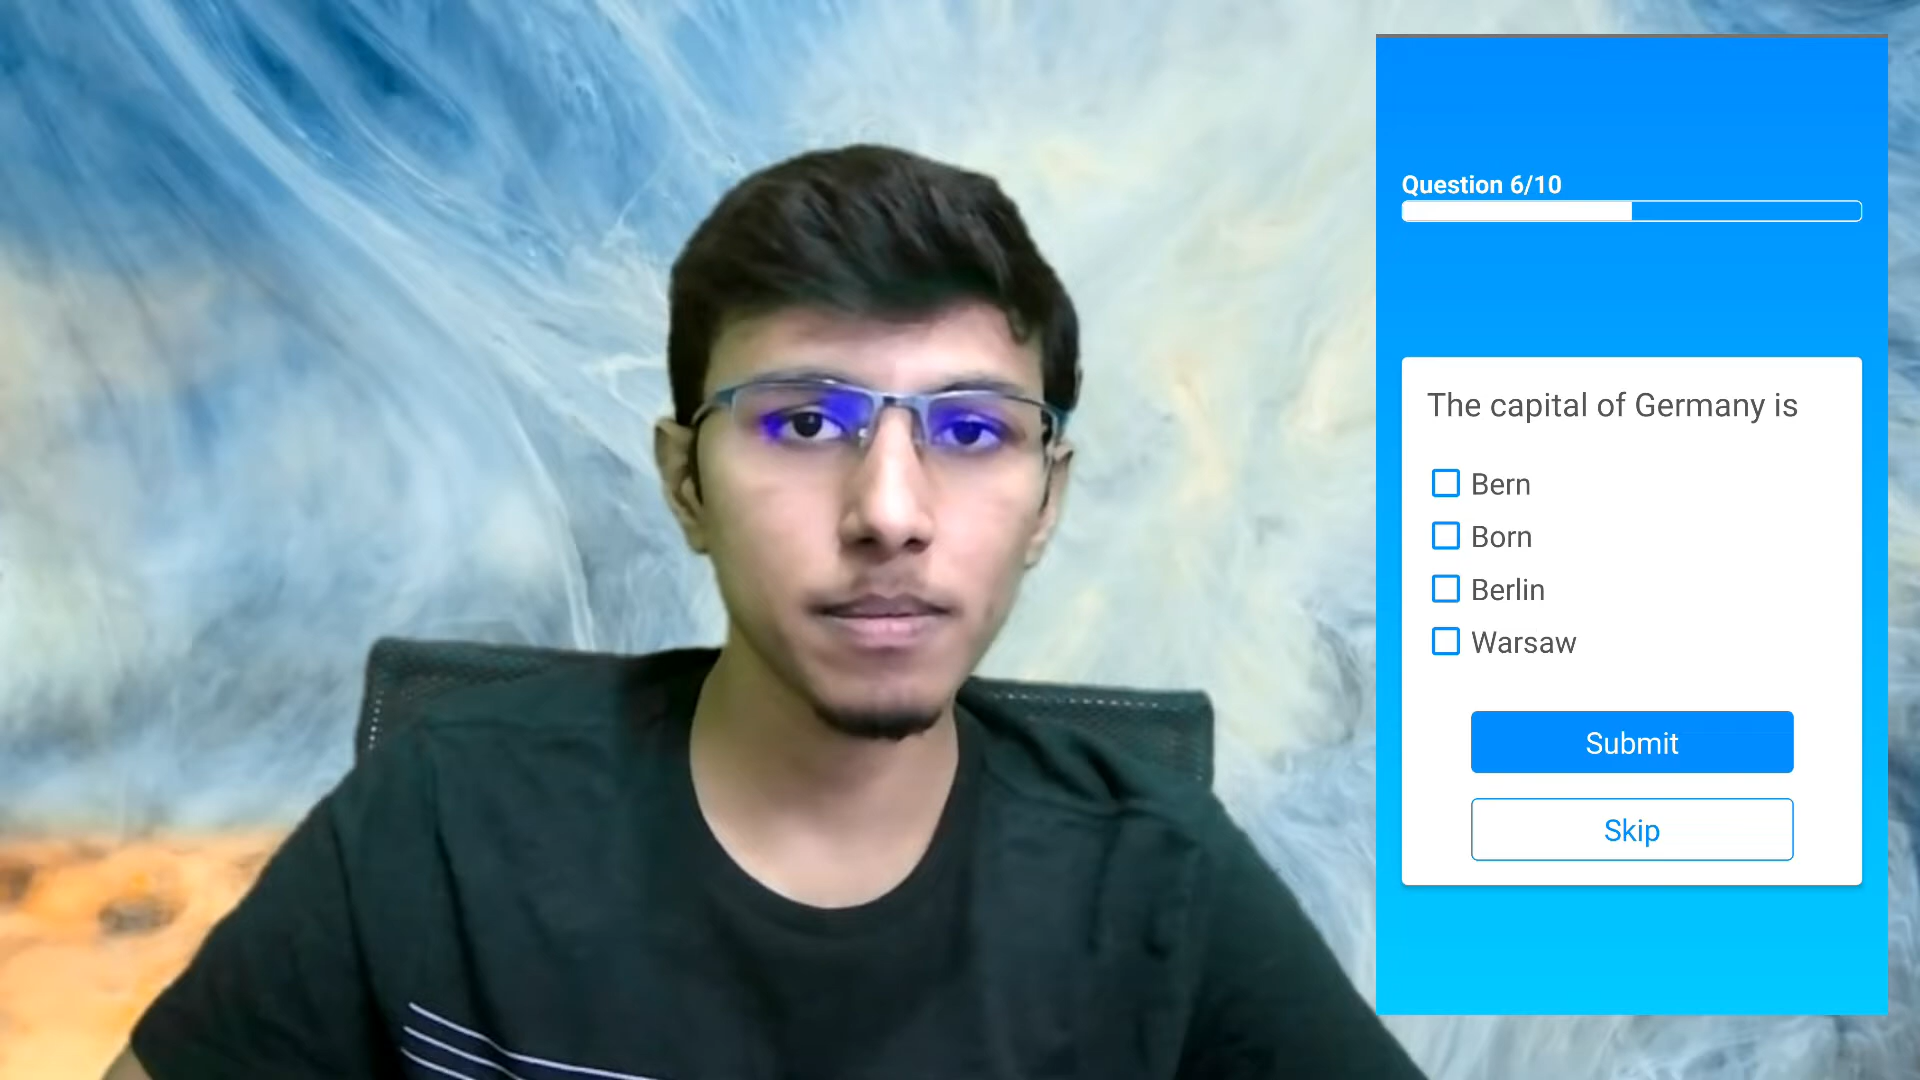 Question 6/10
The capital of Germany is
Bern
Born
Berlin
Warsaw
Submit
Skip